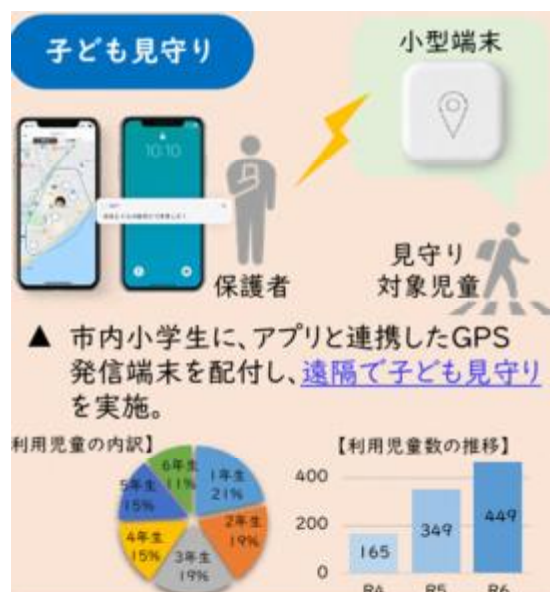 子ども見守り
小型端末
10:10
保護者
見守り
対象児童
▲ 市内小学生に、アプリと連携したGPS
発信端末を配付し、遠隔で子ども見守り
を実施。
利用児童の内訳】
6年生
11%
1年生
21%
5年生
15%
2年生
19%
4年生
15%
3年生
19%
【利用児童数の推移】
400
200
0
165
349
449
R4
R5
R6